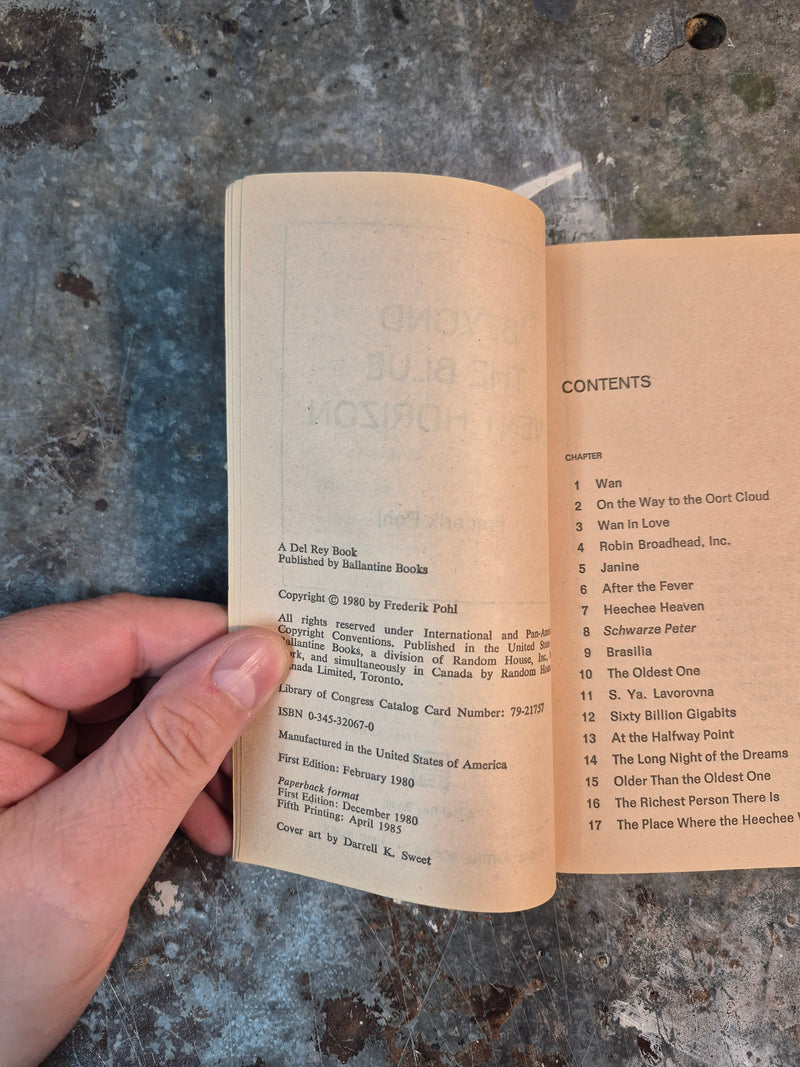 A Del Rey Book
Published by Ballantine Books
Copyright © 1980 by Frederik Pohl
All rights reserved under International and
Copyright Conventions. Published in the United
Ballantine Books, a division of Random House, Inc.,
and simultaneously in Canada by Random
Limited, Toronto.
Library of Congress Catalog Card Number: 79-21757
ISBN 0-345-32067-0
Manufactured in the United States of America
First Edition: February 1980
Paperback format
First Edition: December 1980
Fifth Printing: April 1985
Cover art by Darrell K. Sweet
CONTENTS
CHAPTER
1 Wan
2 On the Way to the Oort Cloud
3 Wan in Love
4 Robin Broadhead, Inc.
5 Janine
6 After the Fever
7 Heechee Heaven
8 Schwarze Peter
9 Brasilia
10 The Oldest One
11 S. Ya. Lavorovna
12 Sixty Billion Gigabits
13 At the Halfway Point
14 The Long Night of the Dreams
15 Older Than the Oldest One
16 The Richest Person There Is
17 The Place Where the Heechee